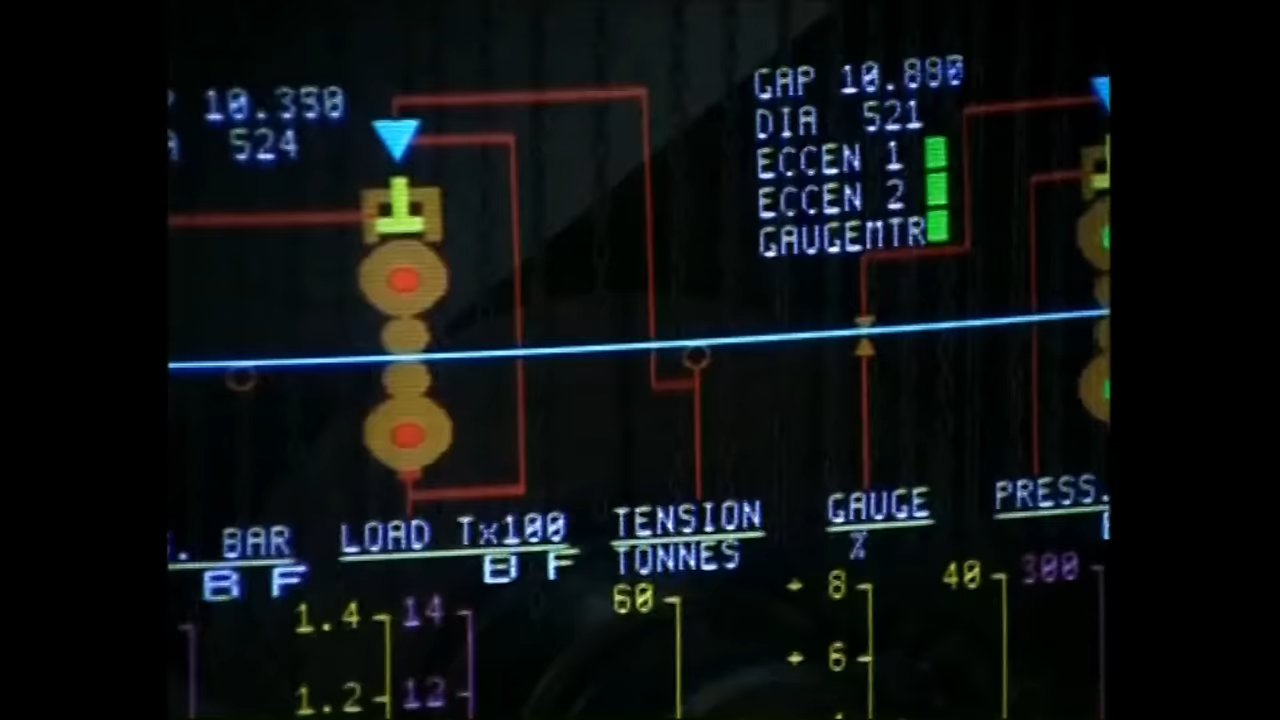 10.350
524
GAP 10.880
DIA 521
ECCEN 1
ECCEN 2
GAUGEMTR
BAR
B F
LOAD Tx100
B F
TENSION
TONNES
GAUGE
%
PRESS.
1.4
14
60
+ 8
40
300
1.2
12
+ 6